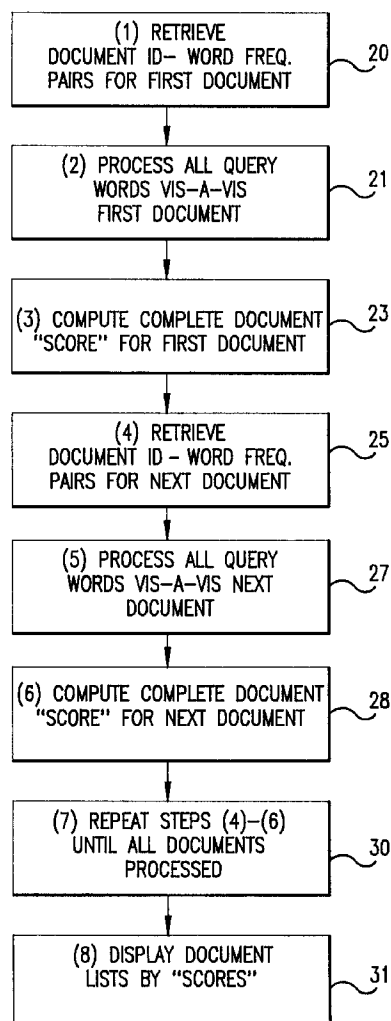 (1) RETRIEVE
DOCUMENT ID– WORD FREQ.
PAIRS FOR FIRST DOCUMENT
20
(2) PROCESS ALL QUERY
WORDS VIS–A–VIS
FIRST DOCUMENT
21
(3) COMPUTE COMPLETE DOCUMENT
"SCORE" FOR FIRST DOCUMENT
23
(4) RETRIEVE
DOCUMENT ID – WORD FREQ.
PAIRS FOR NEXT DOCUMENT
25
(5) PROCESS ALL QUERY
WORDS VIS–A–VIS NEXT
DOCUMENT
27
(6) COMPUTE COMPLETE DOCUMENT
"SCORE" FOR NEXT DOCUMENT
28
(7) REPEAT STEPS (4)–(6)
UNTIL ALL DOCUMENTS
PROCESSED
30
(8) DISPLAY DOCUMENT
LISTS BY "SCORES"
31